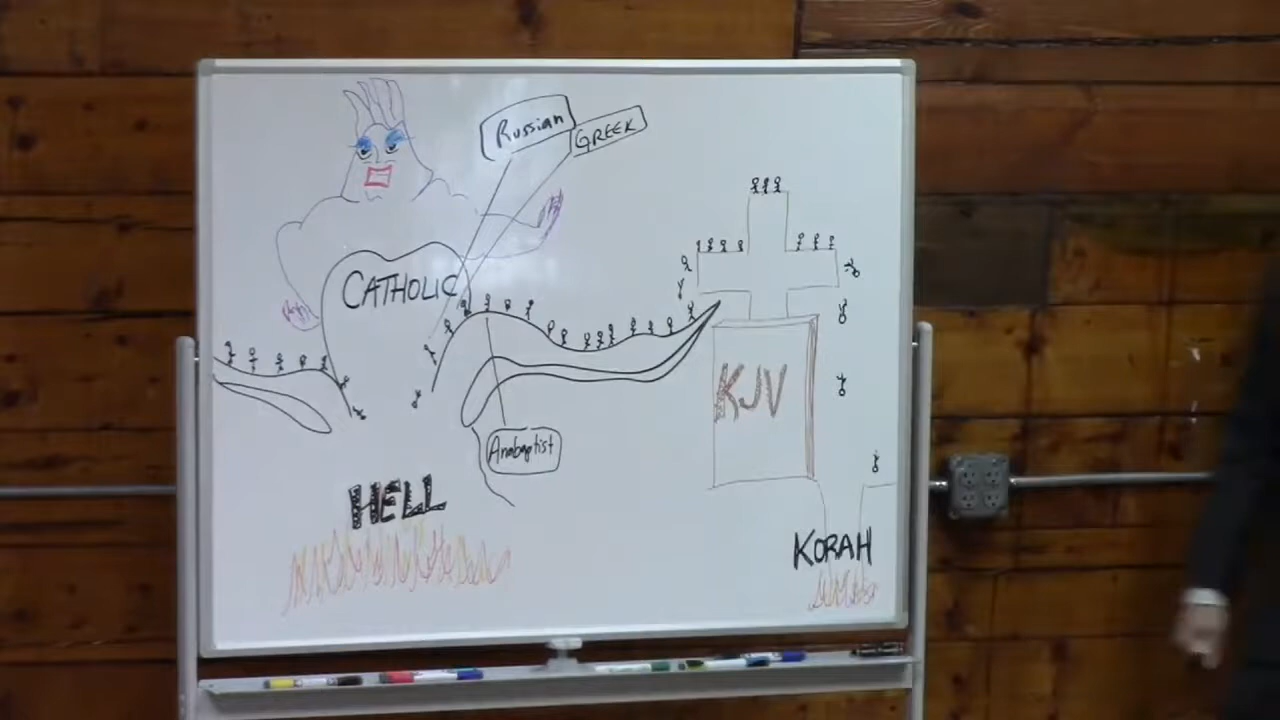 Russian
GREEK
CATHOLIC
KJV
Anabaptist
HELL
KORAH